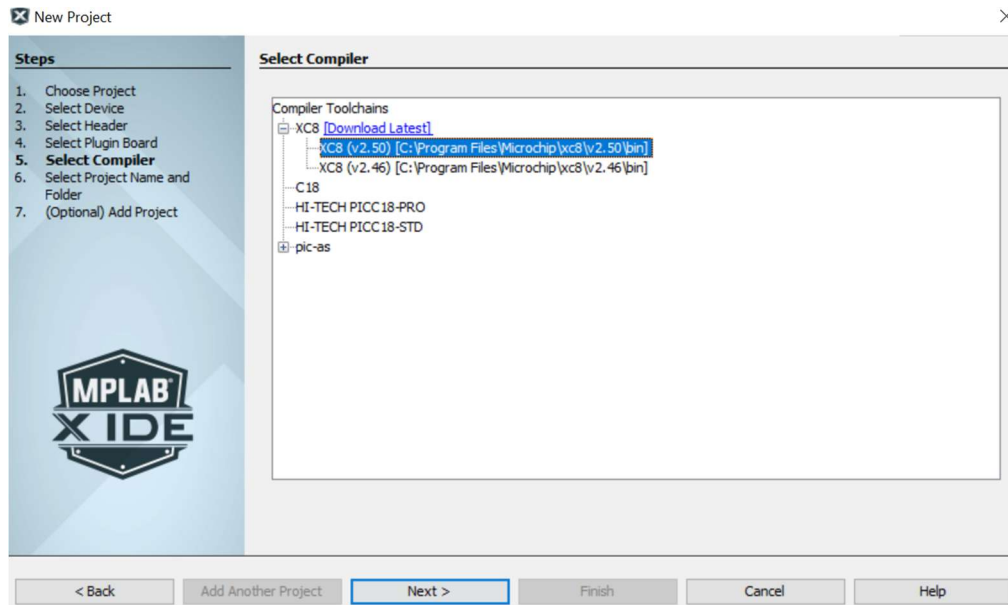 New Project
Steps
1. Choose Project
2. Select Device
3. Select Header
4. Select Plugin Board
5. Select Compiler
6. Select Project Name and
Folder
7. (Optional) Add Project
MPLAB®
X IDE
Select Compiler
Compiler Toolchains
XC8 [Download Latest]
XC8 (v2.50) [C:\Program Files\Microchip\xc8\v2.50\bin]
XC8 (v2.46) [C:\Program Files\Microchip\xc8\v2.46\bin]
C18
HI-TECH PICC18-PRO
HI-TECH PICC18-STD
pic-as
< Back Add Another Project Next > Finish Cancel Help